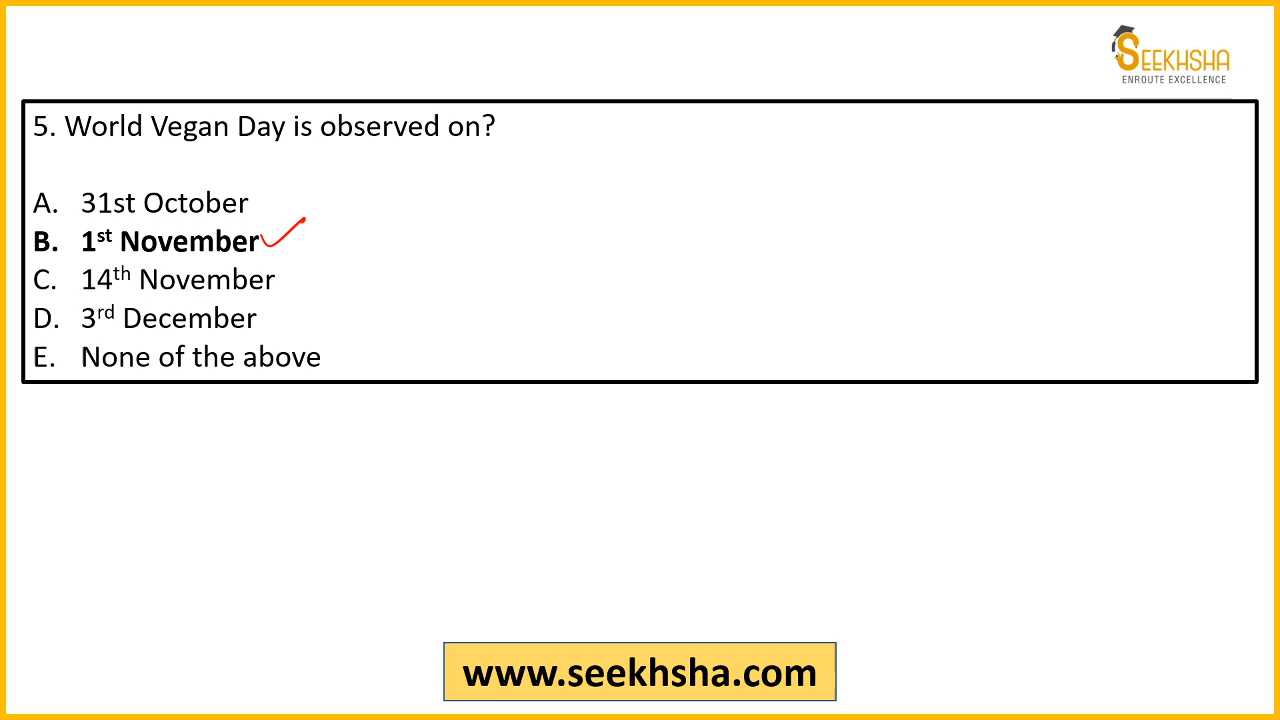 SEEKHSHA
ENROUTE EXCELLENCE
5. World Vegan Day is observed on?
A. 31st October
B. 1st November
C. 14th November
D. 3rd December
E. None of the above
www.seekhsha.com